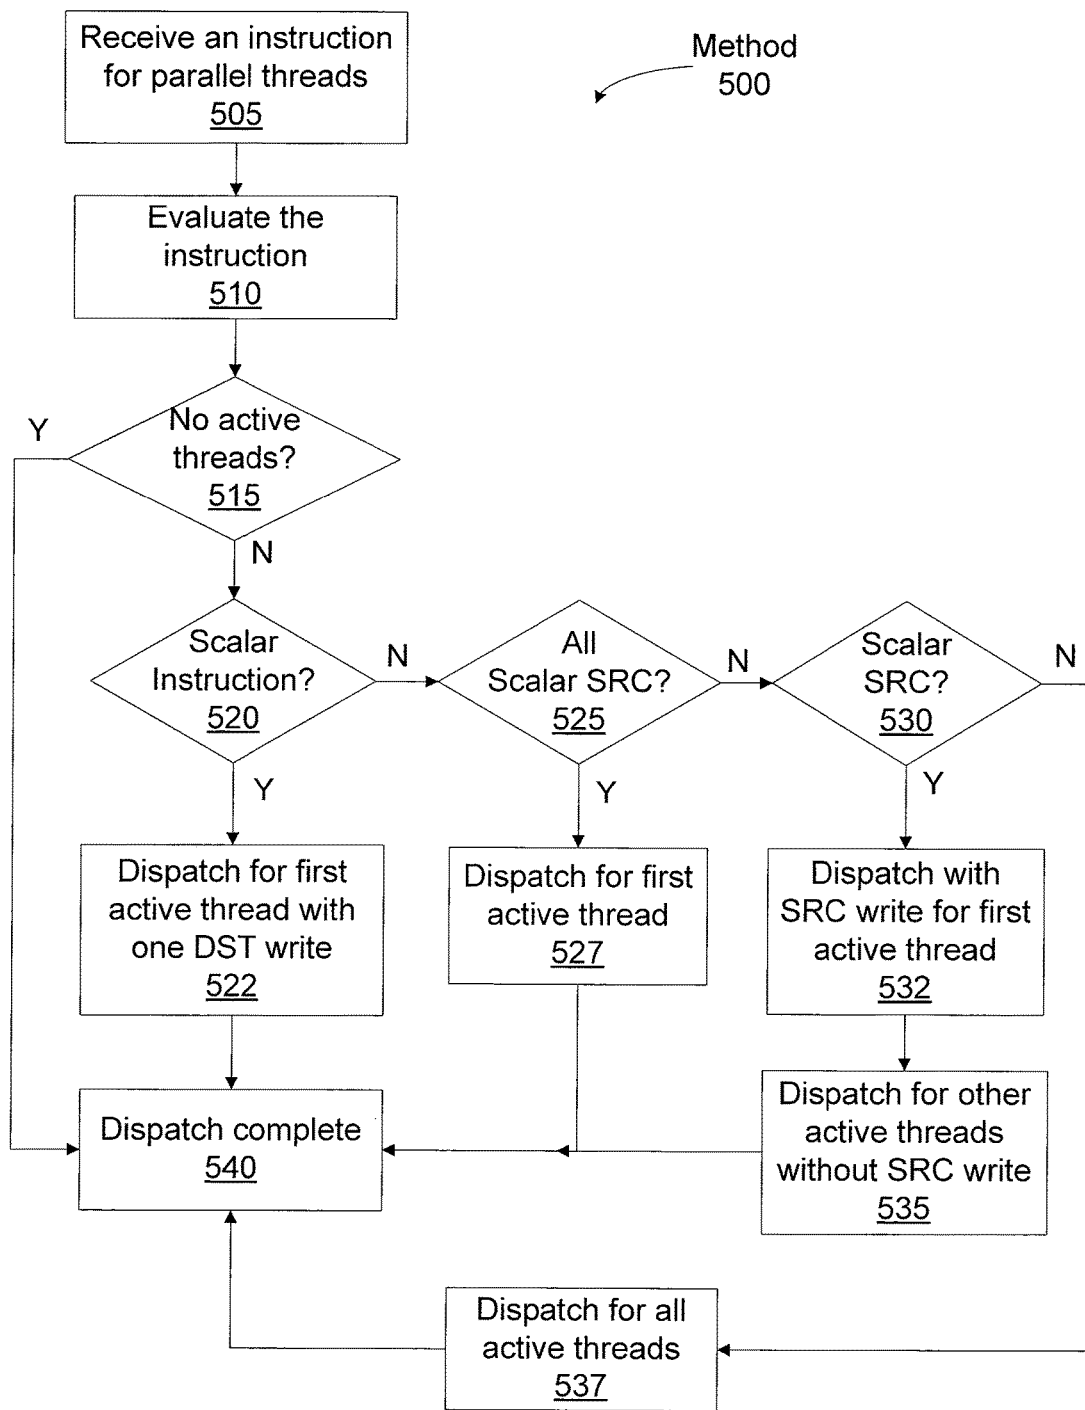 Receive an instruction
for parallel threads
505
Method
500
Evaluate the
instruction
510
No active
threads?
515
Y
N
Scalar
Instruction?
520
N
Y
All
Scalar SRC?
525
N
Y
Scalar
SRC?
530
N
Y
Dispatch for first
active thread with
one DST write
522
Dispatch for first
active thread
527
Dispatch with
SRC write for first
active thread
532
Dispatch complete
540
Dispatch for other
active threads
without SRC write
535
Dispatch for all
active threads
537